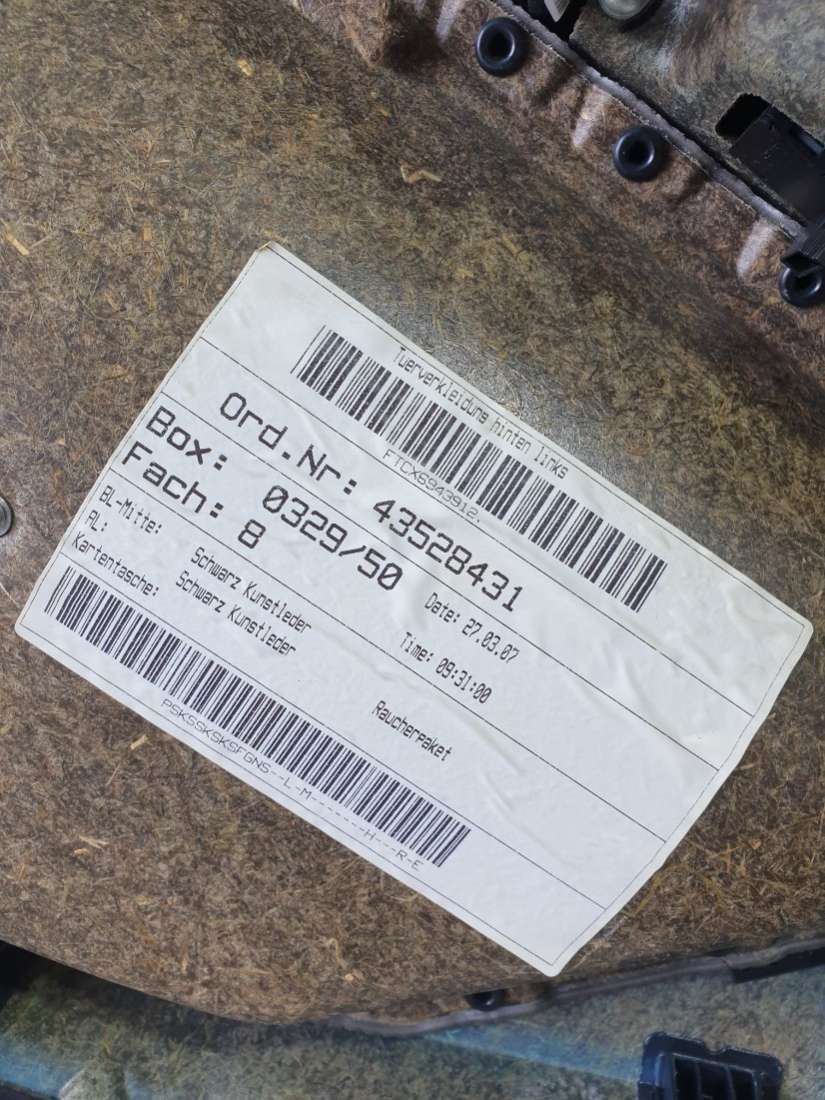 Tuerverkleidung hinten links
FTCX6943912.
Ord.Nr: 43528431
Box: 0329/50 Date: 27.03.07
Fach: 8 Time: 09:31:00
BL-Mitte: Schwarz Kunstleder
AL: Schwarz Kunstleder
Kartentasche: Raucherpaket
PSKSSKSKSFGNS--L-M-------H---R-E